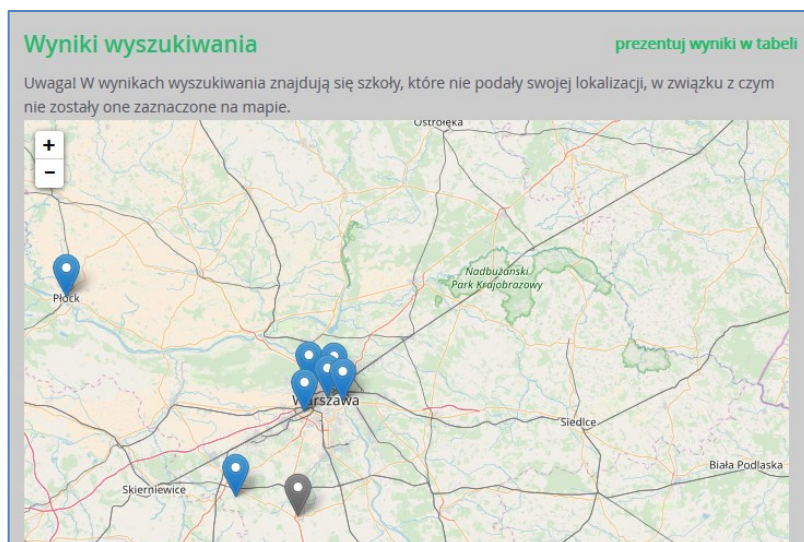 Wyniki wyszukiwania
prezentuj wyniki w tabeli
Uwaga! W wynikach wyszukiwania znajdują się szkoły, które nie podały swojej lokalizacji, w związku z czym
nie zostały one zaznaczone na mapie.
Ostrołęka
+
-
Nadbużański
Park Krajobrazowy
Płock
Warszawa
Siedlce
Biała Podlaska
Skierniewice